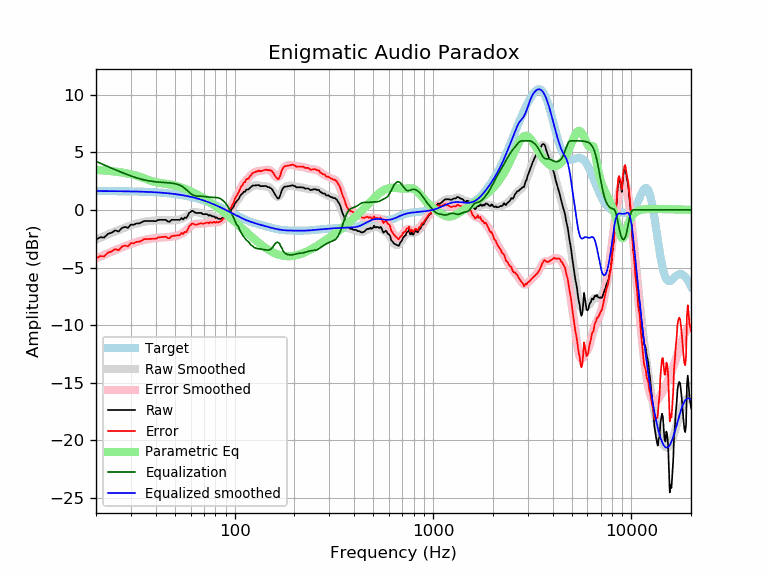 Enigmatic Audio Paradox
Amplitude (dBr)
10
5
0
−5
−10
−15
−20
−25
Target
Raw Smoothed
Error Smoothed
Raw
Error
Parametric Eq
Equalization
Equalized smoothed
100
1000
10000
Frequency (Hz)